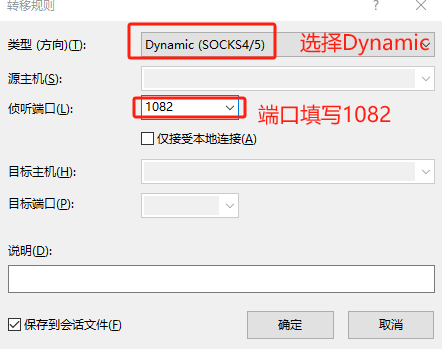 转移规则
? ×
类型 (方向)(T): Dynamic (SOCKS4/5) 选择Dynamic
源主机(S):
侦听端口(L): 1082 端口填写1082
仅接受本地连接(A)
目标主机(H):
目标端口(P):
说明(D):
保存到会话文件(F) 确定 取消